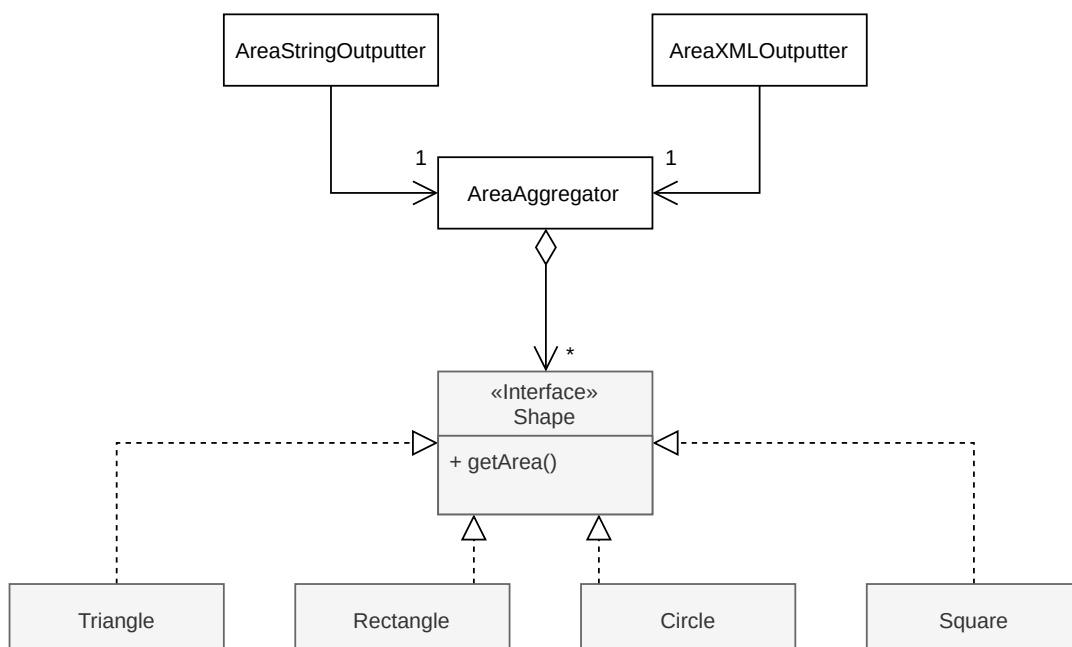 AreaStringOutputter
AreaXMLOutputter
1
1
AreaAggregator
*
«Interface»
Shape
+ getArea()
Triangle
Rectangle
Circle
Square